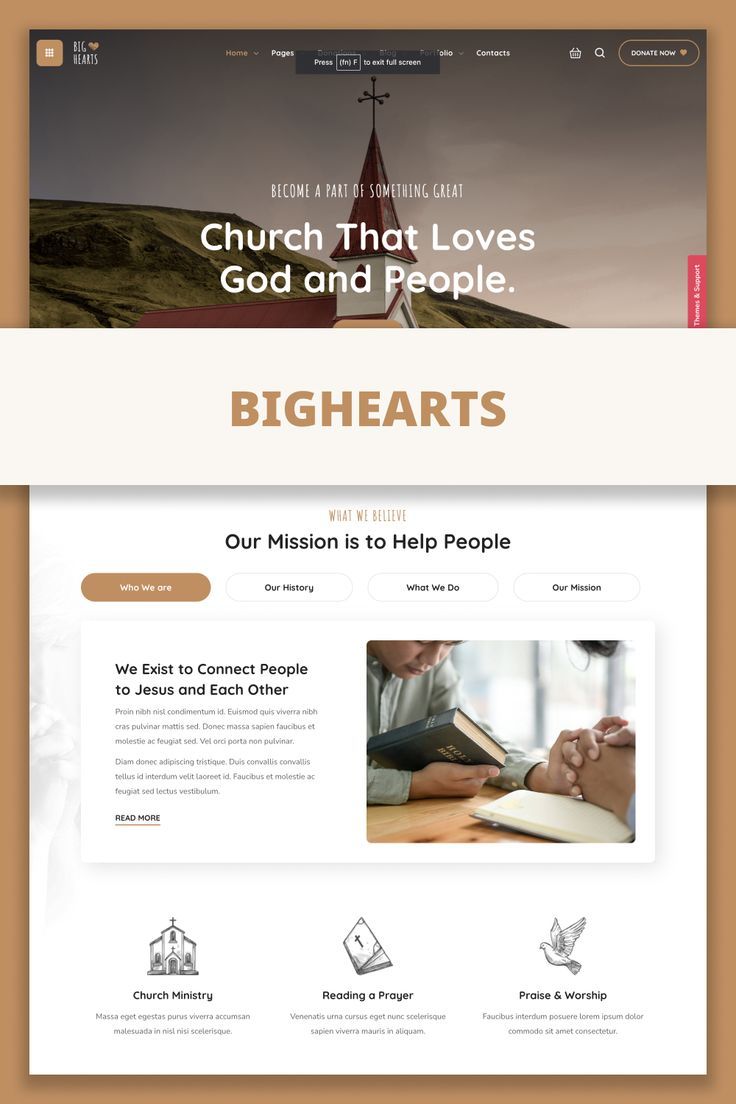 BIG
HEARTS
Home
Pages
Donations
Blog
Portfolio
Contacts
DONATE NOW
Press (fn) F to exit full screen
BECOME A PART OF SOMETHING GREAT
Church That Loves
God and People.
Themes & Support
BIGHEARTS
WHAT WE BELIEVE
Our Mission is to Help People
Who We are
Our History
What We Do
Our Mission
We Exist to Connect People
to Jesus and Each Other
Proin nibh nisl condimentum id. Euismod quis viverra nibh
cras pulvinar mattis sed. Donec massa sapien faucibus et
molestie ac feugiat sed. Vel orci porta non pulvinar.
Diam donec adipiscing tristique. Duis convallis convallis
tellus id interdum velit laoreet id. Faucibus et molestie ac
feugiat sed lectus vestibulum.
READ MORE
HOLY
BIBLE
Church Ministry
Massa eget egestas purus viverra accumsan
malesuada in nisl nisi scelerisque.
Reading a Prayer
Venenatis urna cursus eget nunc scelerisque
sapien viverra mauris in aliquam.
Praise & Worship
Faucibus interdum posuere lorem ipsum dolor
commodo sit amet consectetur.